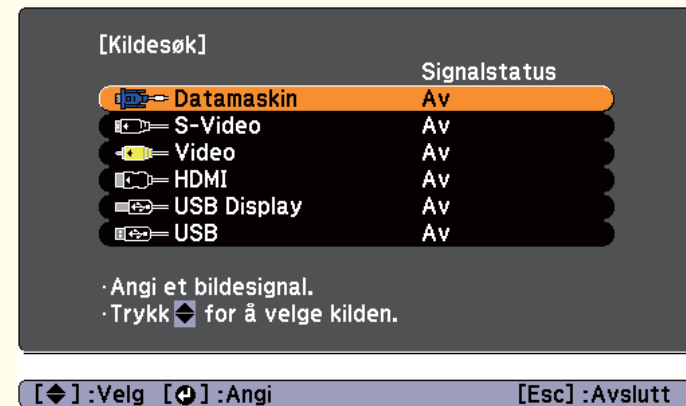 [Kildesøk]
Signalstatus
Datamaskin Av
S-Video Av
Video Av
HDMI Av
USB Display Av
USB Av
·Angi et bildesignal.
·Trykk for å velge kilden.
[ ] :Velg [ ] :Angi [Esc] :Avslutt